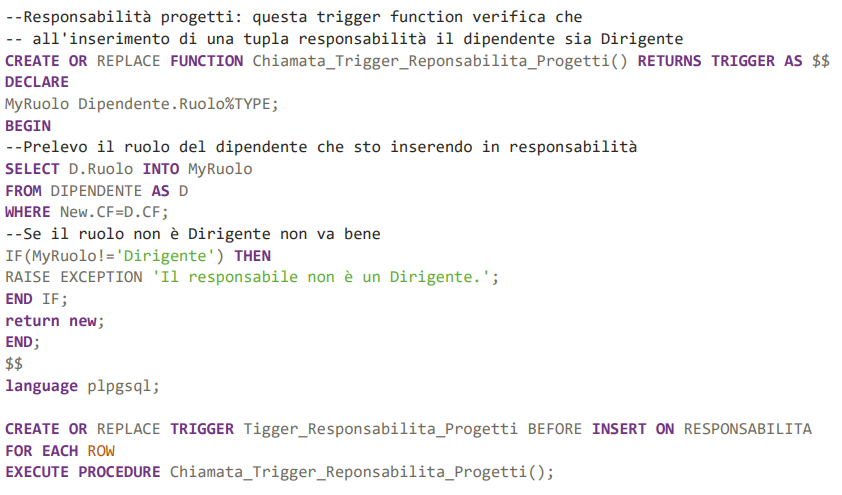 --Responsabilità progetti: questa trigger function verifica che
-- all'inserimento di una tupla responsabilità il dipendente sia Dirigente
CREATE OR REPLACE FUNCTION Chiamata_Trigger_Reponsabilita_Progetti() RETURNS TRIGGER AS $$
DECLARE
MyRuolo Dipendente.Ruolo%TYPE;
BEGIN
--Prelevo il ruolo del dipendente che sto inserendo in responsabilità
SELECT D.Ruolo INTO MyRuolo
FROM DIPENDENTE AS D
WHERE New.CF=D.CF;
--Se il ruolo non è Dirigente non va bene
IF(MyRuolo!='Dirigente') THEN
RAISE EXCEPTION 'Il responsabile non è un Dirigente.';
END IF;
return new;
END;
$$
language plpgsql;
CREATE OR REPLACE TRIGGER Tigger_Responsabilita_Progetti BEFORE INSERT ON RESPONSABILITA
FOR EACH ROW
EXECUTE PROCEDURE Chiamata_Trigger_Reponsabilita_Progetti();